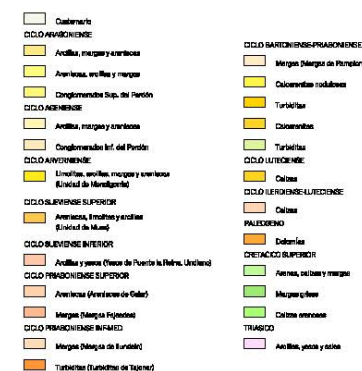 Cuaternario
CICLO ARAGONIENSE
Arcillas, margas y areniscas
Areniscas, arcillas y margas
Conglomerados Sup. del Perdón
CICLO AGENIENSE
Arcillas, margas y areniscas
Conglomerados Inf. del Perdón
CICLO ARVERNIENSE
Limolitas, arcillas, margas y areniscas
(Unidad de Mendigorría)
CICLO SUEVIENSE SUPERIOR
Areniscas, limolitas y arcillas
(Unidad de Mues)
CICLO SUEVIENSE INFERIOR
Arcillas y yesos (Yesos de Puente la Reina, Undiano)
CICLO PRIABONIENSE SUPERIOR
Areniscas (Areniscas de Galar)
Margas (Margas Fajeadas)
CICLO PRIABONIENSE INF-MED
Margas (Margas de Ilundain)
Turbiditas (Turbiditas de Tajonar)
CICLO BARTONIENSE-PRIABONIENSE
Margas (Margas de Pamplon
Calcarenitas nodulosas
Turbiditas
Calcarenitas
Turbiditas
CICLO LUTECIENSE
Calizas
CICLO ILERDIENSE-LUTECIENSE
Calizas
PALEOGENO
Dolomías
CRETACICO SUPERIOR
Arenas, calizas y margas
Margas grises
Calizas arenosas
TRIASICO
Arcillas, yesos y sales